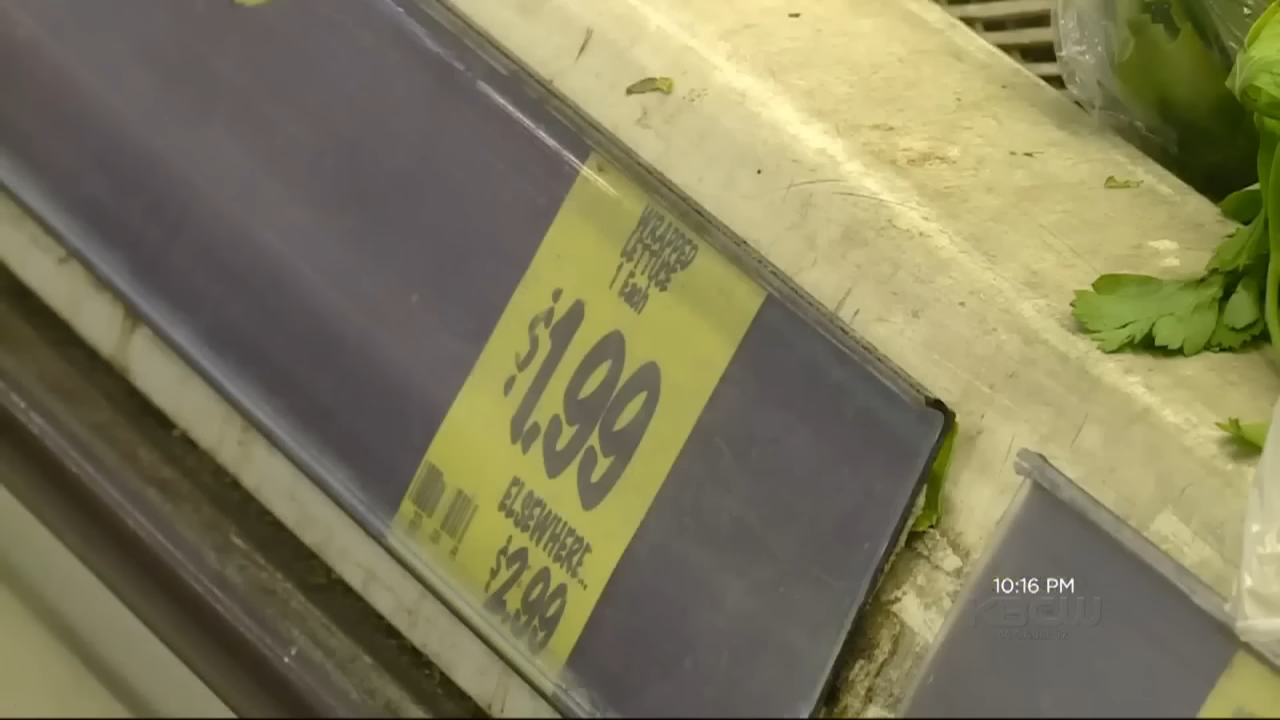 WRAPPED
LETTUCE
1 Each
$1.99
ELSEWHERE...
$2.99
10:16 PM